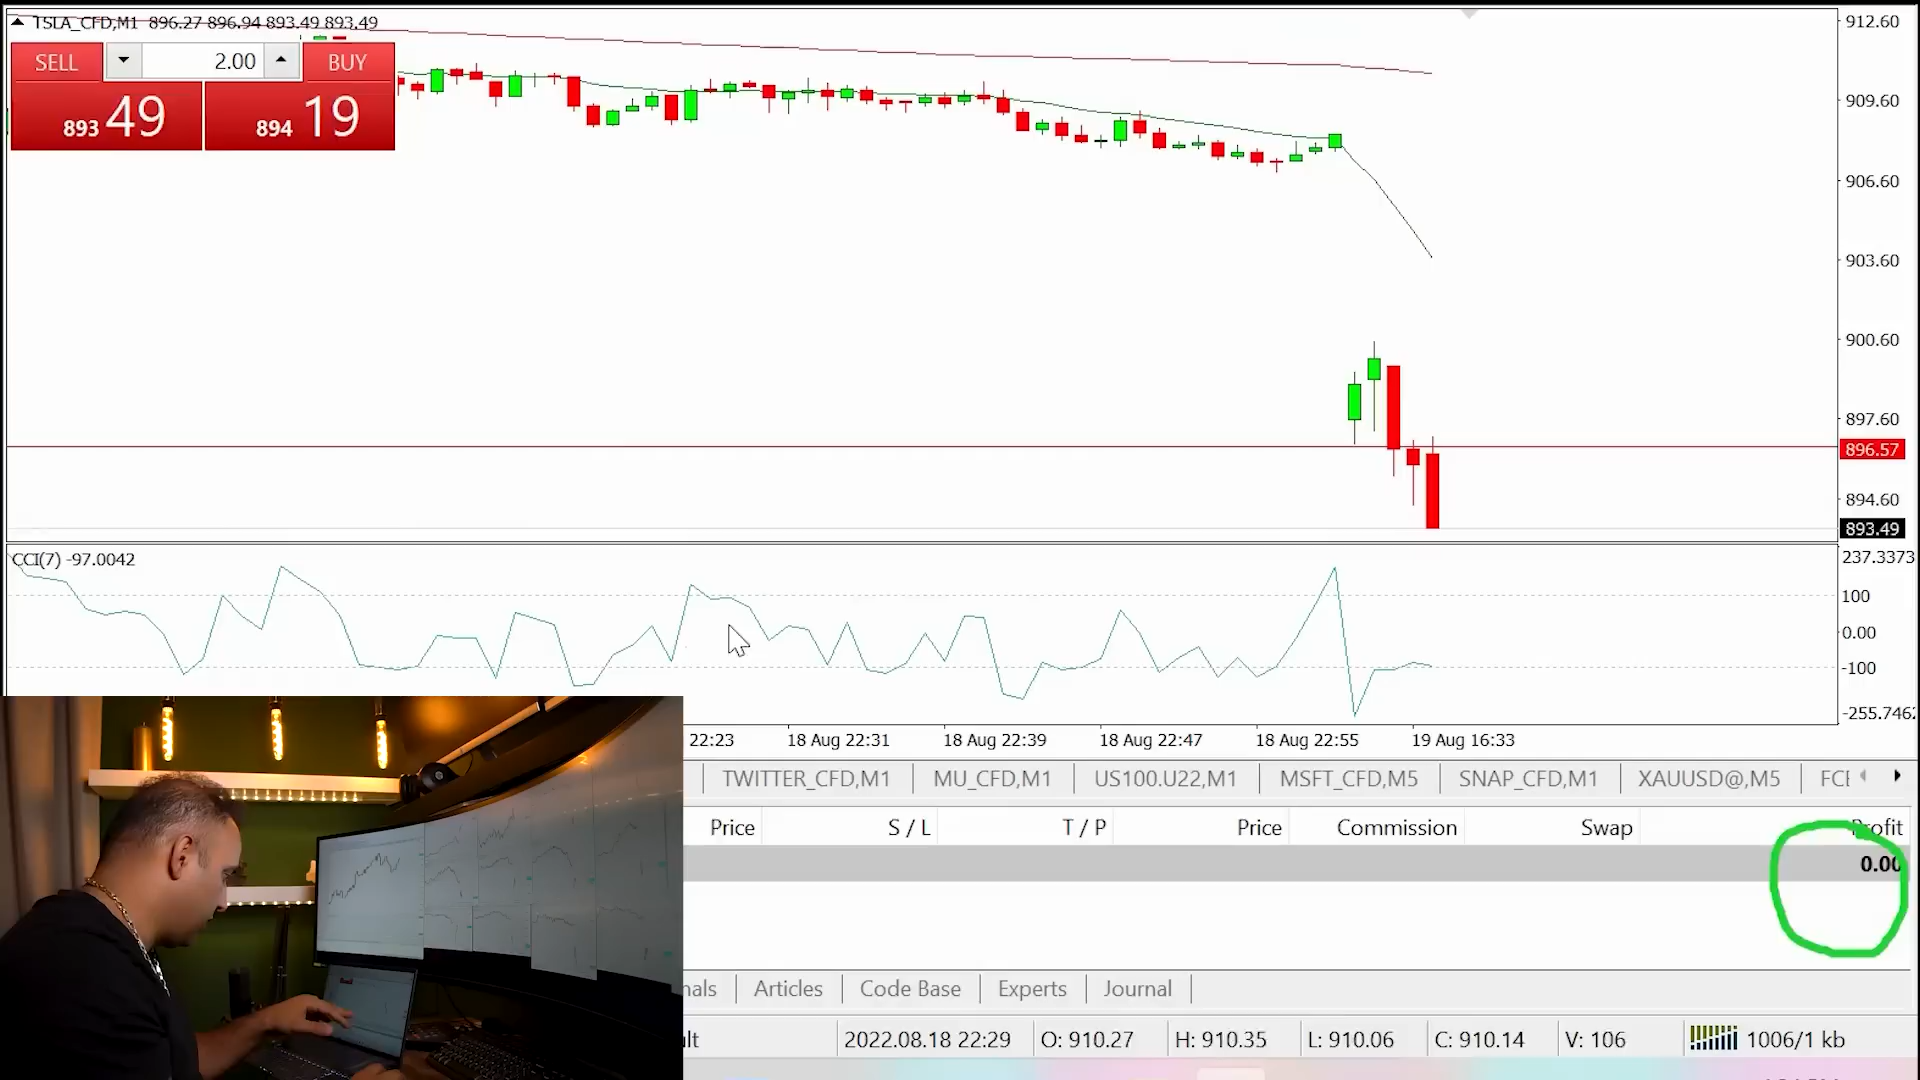 TSLA_CFD,M1 896.27 896.94 893.49 893.49
SELL 2.00 BUY
893 49 894 19
912.60
909.60
906.60
903.60
900.60
897.60
896.57
894.60
893.49
CCI(7) -97.0042
237.3373
100
0.00
-100
-255.7462
22:23 18 Aug 22:31 18 Aug 22:39 18 Aug 22:47 18 Aug 22:55 19 Aug 16:33
TWITTER_CFD,M1 MU_CFD,M1 US100.U22,M1 MSFT_CFD,M5 SNAP_CFD,M1 XAUUSD@,M5
Price S / L T / P Price Commission Swap Profit
0.00
Articles Code Base Experts Journal
2022.08.18 22:29 O: 910.27 H: 910.35 L: 910.06 C: 910.14 V: 106 1006/1 kb